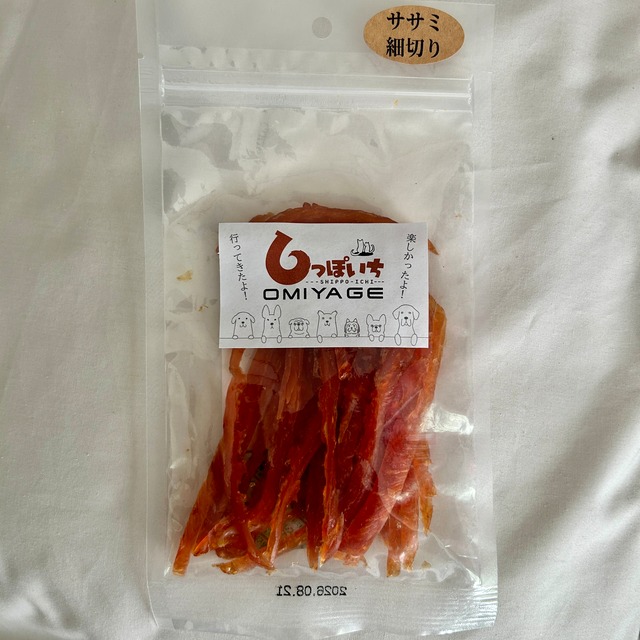 ササミ
細切り
楽しかったよ！
行ってきたよ！
しっぽいち
---SHIPPO-ICHI---
OMIYAGE
2026.08.21